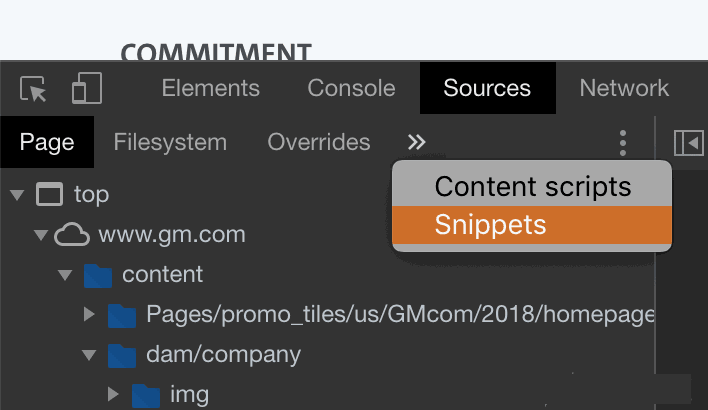 COMMITMENT
Elements Console Sources Network
Page Filesystem Overrides »
Content scripts
Snippets
top
www.gm.com
content
Pages/promo_tiles/us/GMcom/2018/homepage
dam/company
img